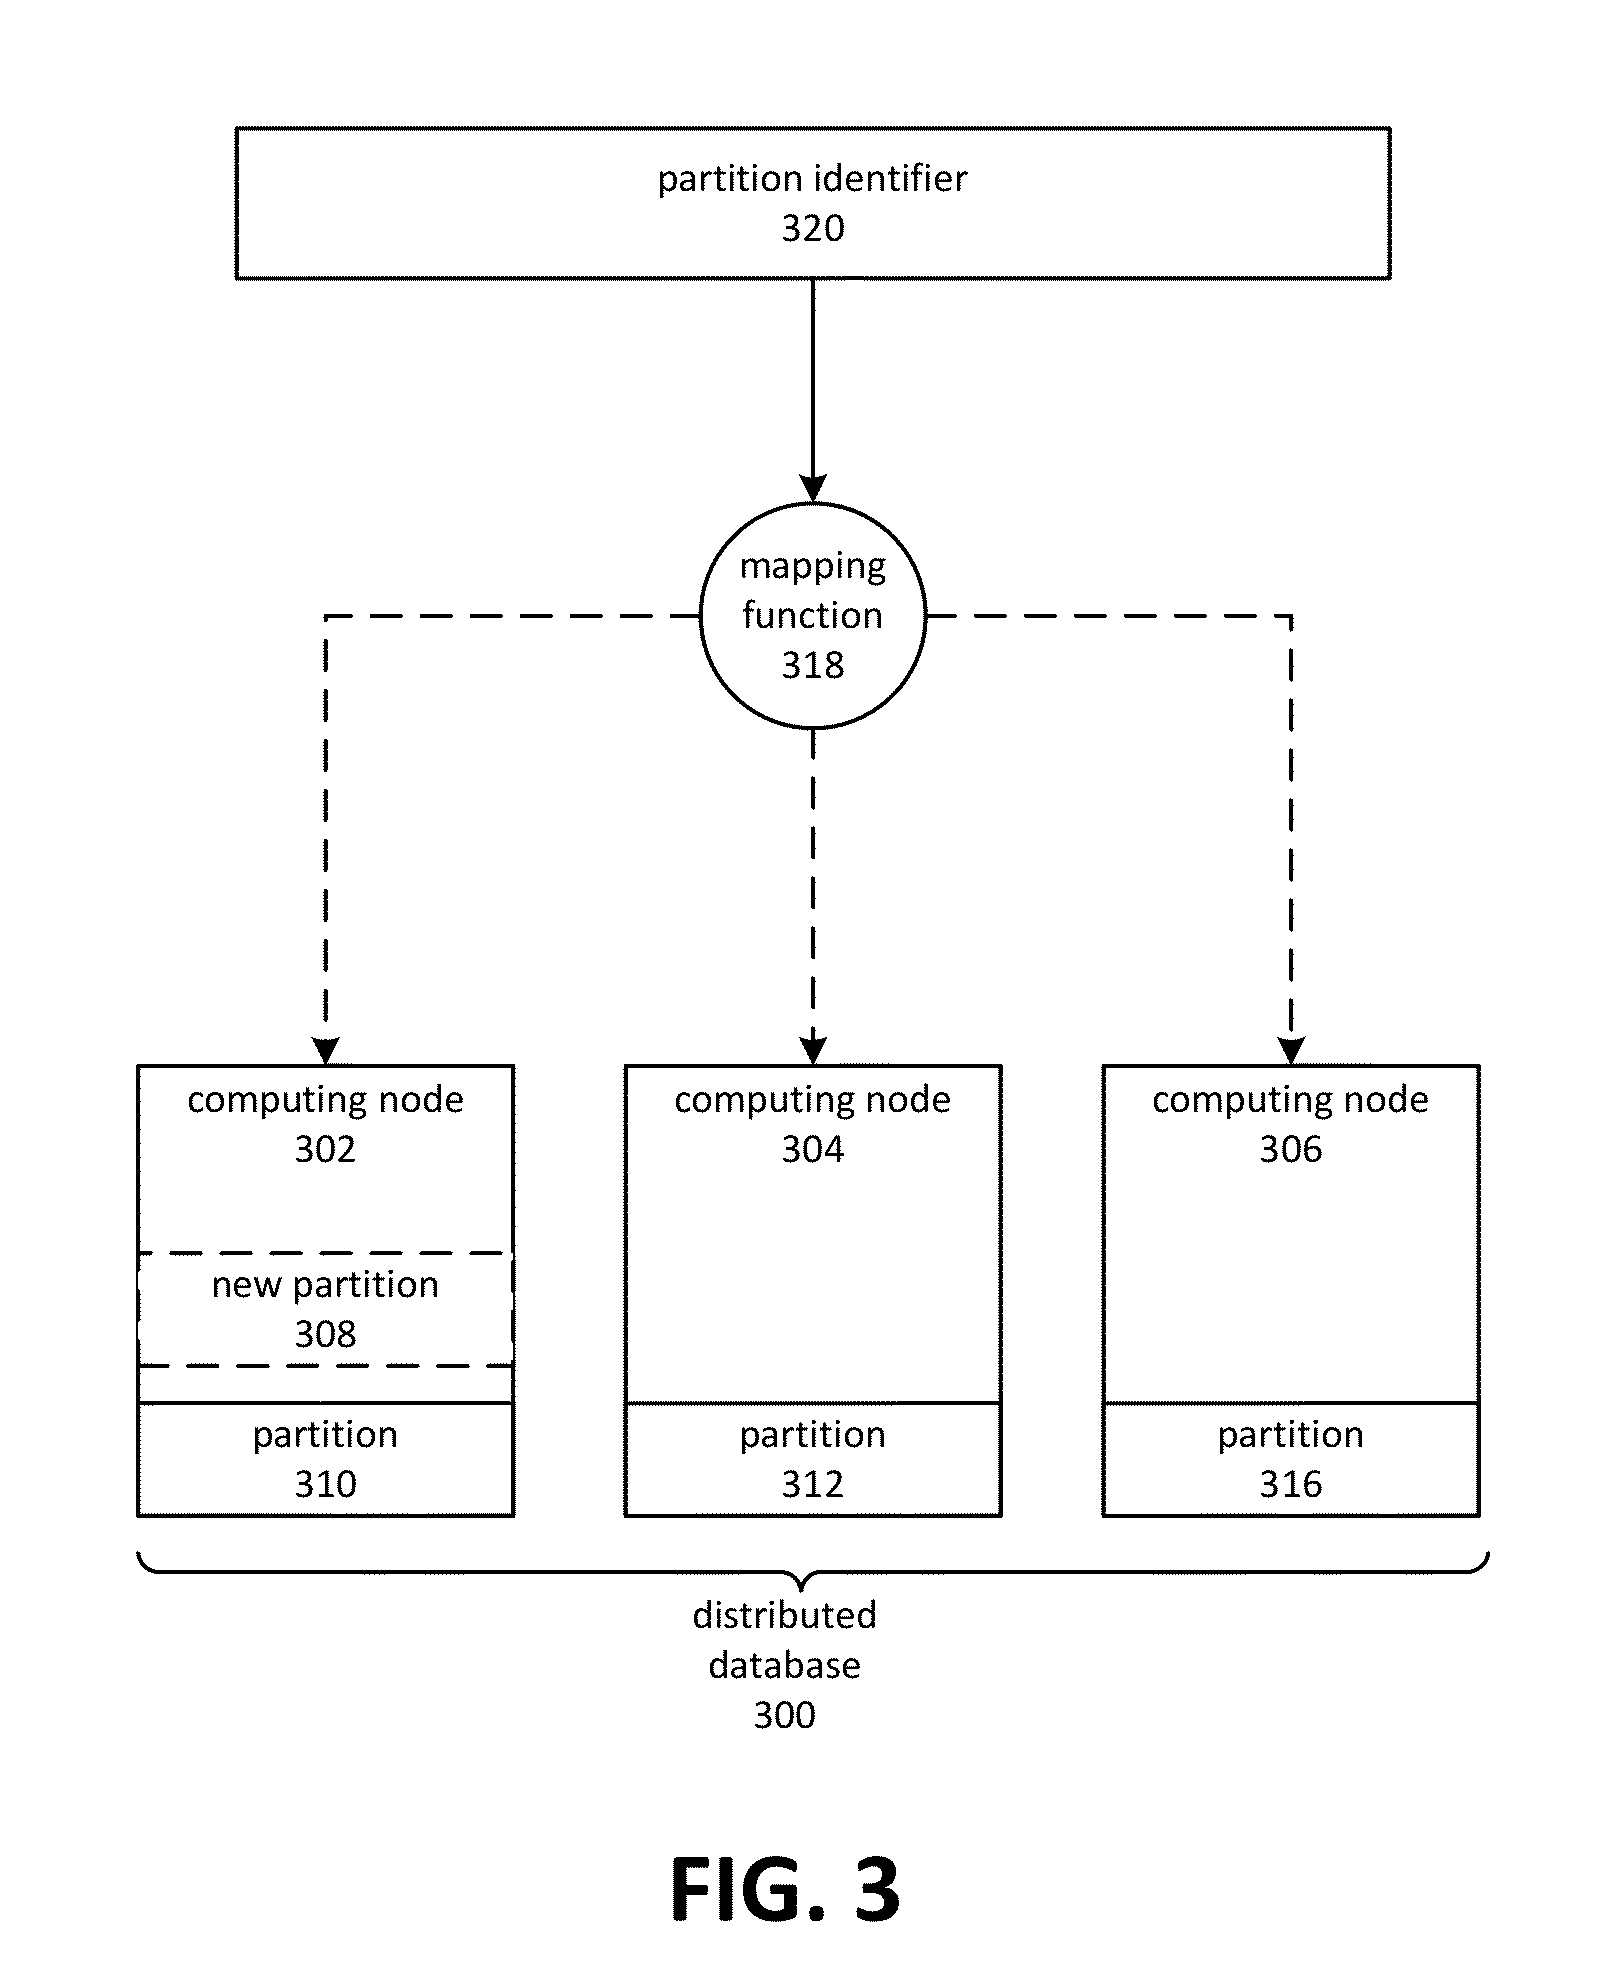 partition identifier
320
mapping
function
318
computing node
302
computing node
304
computing node
306
new partition
308
partition
310
partition
312
partition
316
distributed
database
300
FIG. 3